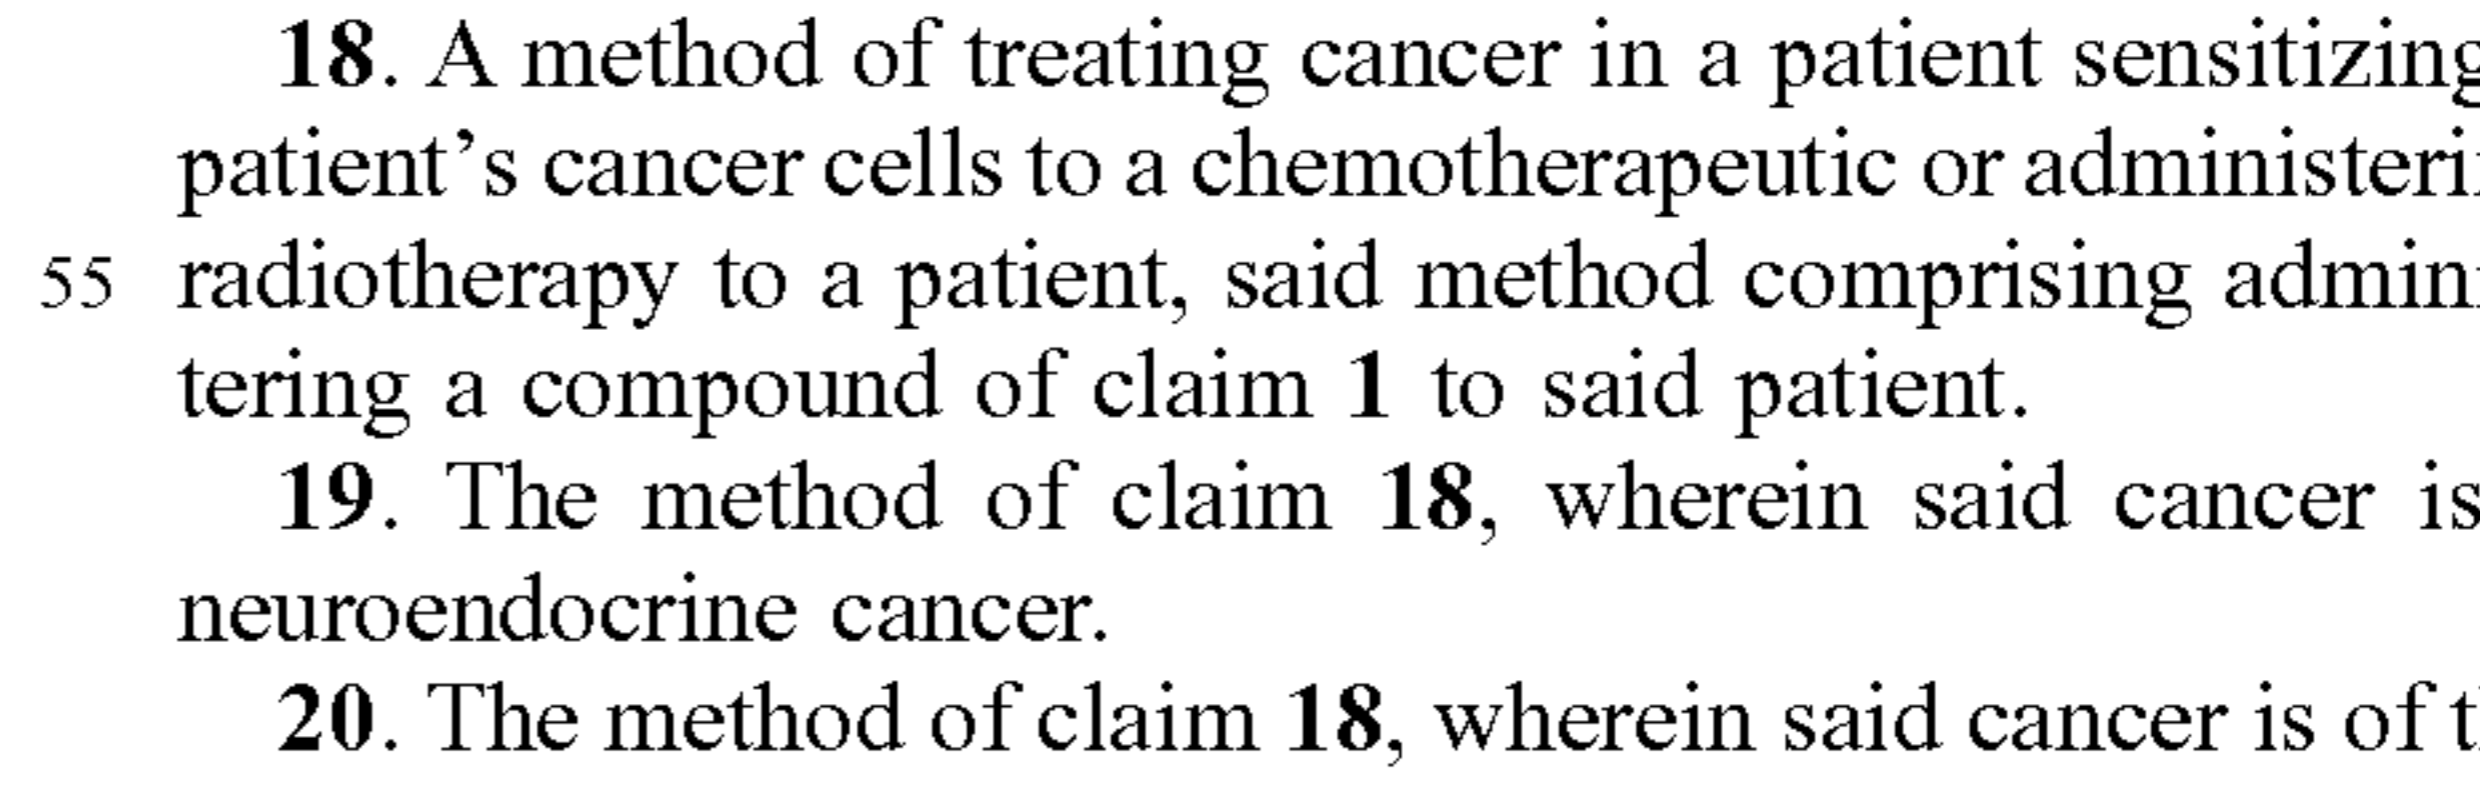 18. A method of treating cancer in a patient sensitizing
patient’s cancer cells to a chemotherapeutic or
55 radiotherapy to a patient, said method comprising
tering a compound of claim 1 to said patient.
19. The method of claim 18, wherein said cancer is
neuroendocrine cancer.
20. The method of claim 18, wherein said cancer is of